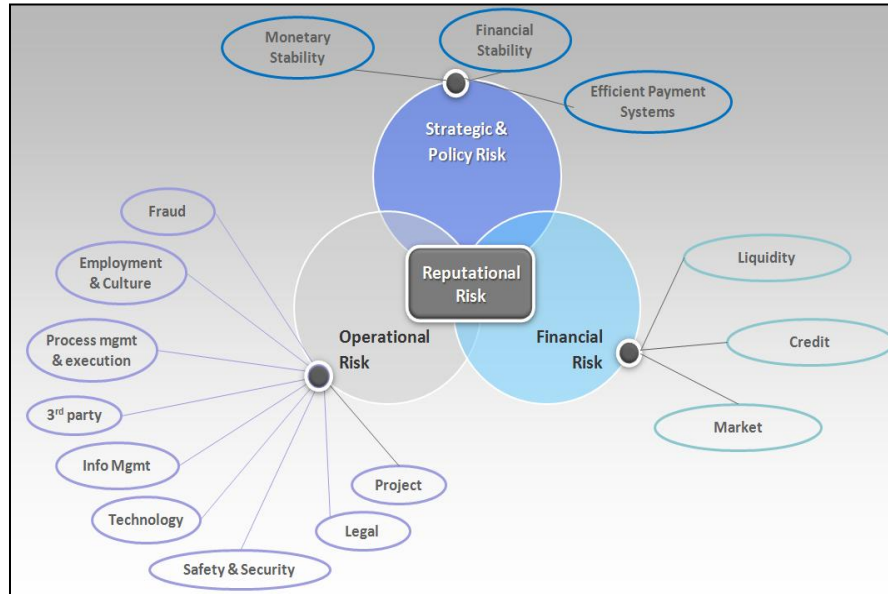 Monetary
Stability
Financial
Stability
Efficient Payment
Systems
Strategic &
Policy Risk
Fraud
Employment
& Culture
Process mgmt
& execution
3rd party
Info Mgmt
Technology
Safety & Security
Legal
Project
Operational
Risk
Reputational
Risk
Financial
Risk
Liquidity
Credit
Market